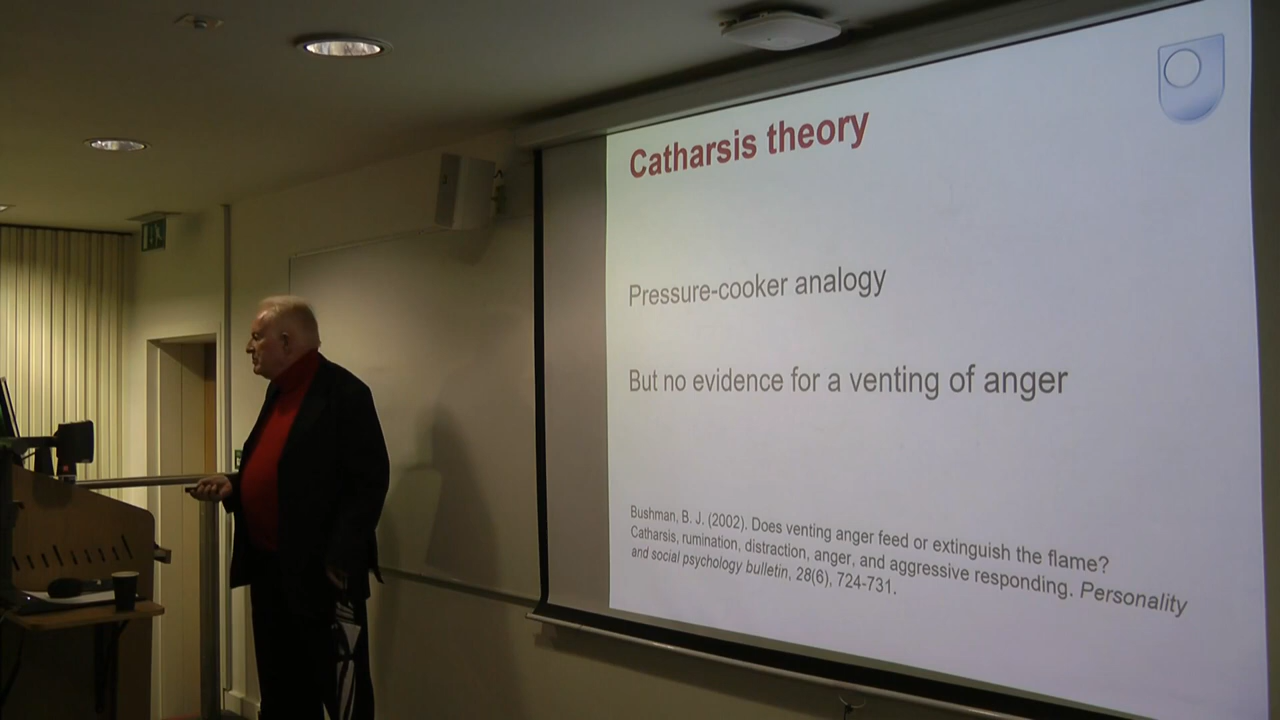 Catharsis theory
Pressure-cooker analogy
But no evidence for a venting of anger
Bushman, B. J. (2002). Does venting anger feed or extinguish the flame?
Catharsis, rumination, distraction, anger, and aggressive responding. Personality
and social psychology bulletin, 28(6), 724-731.